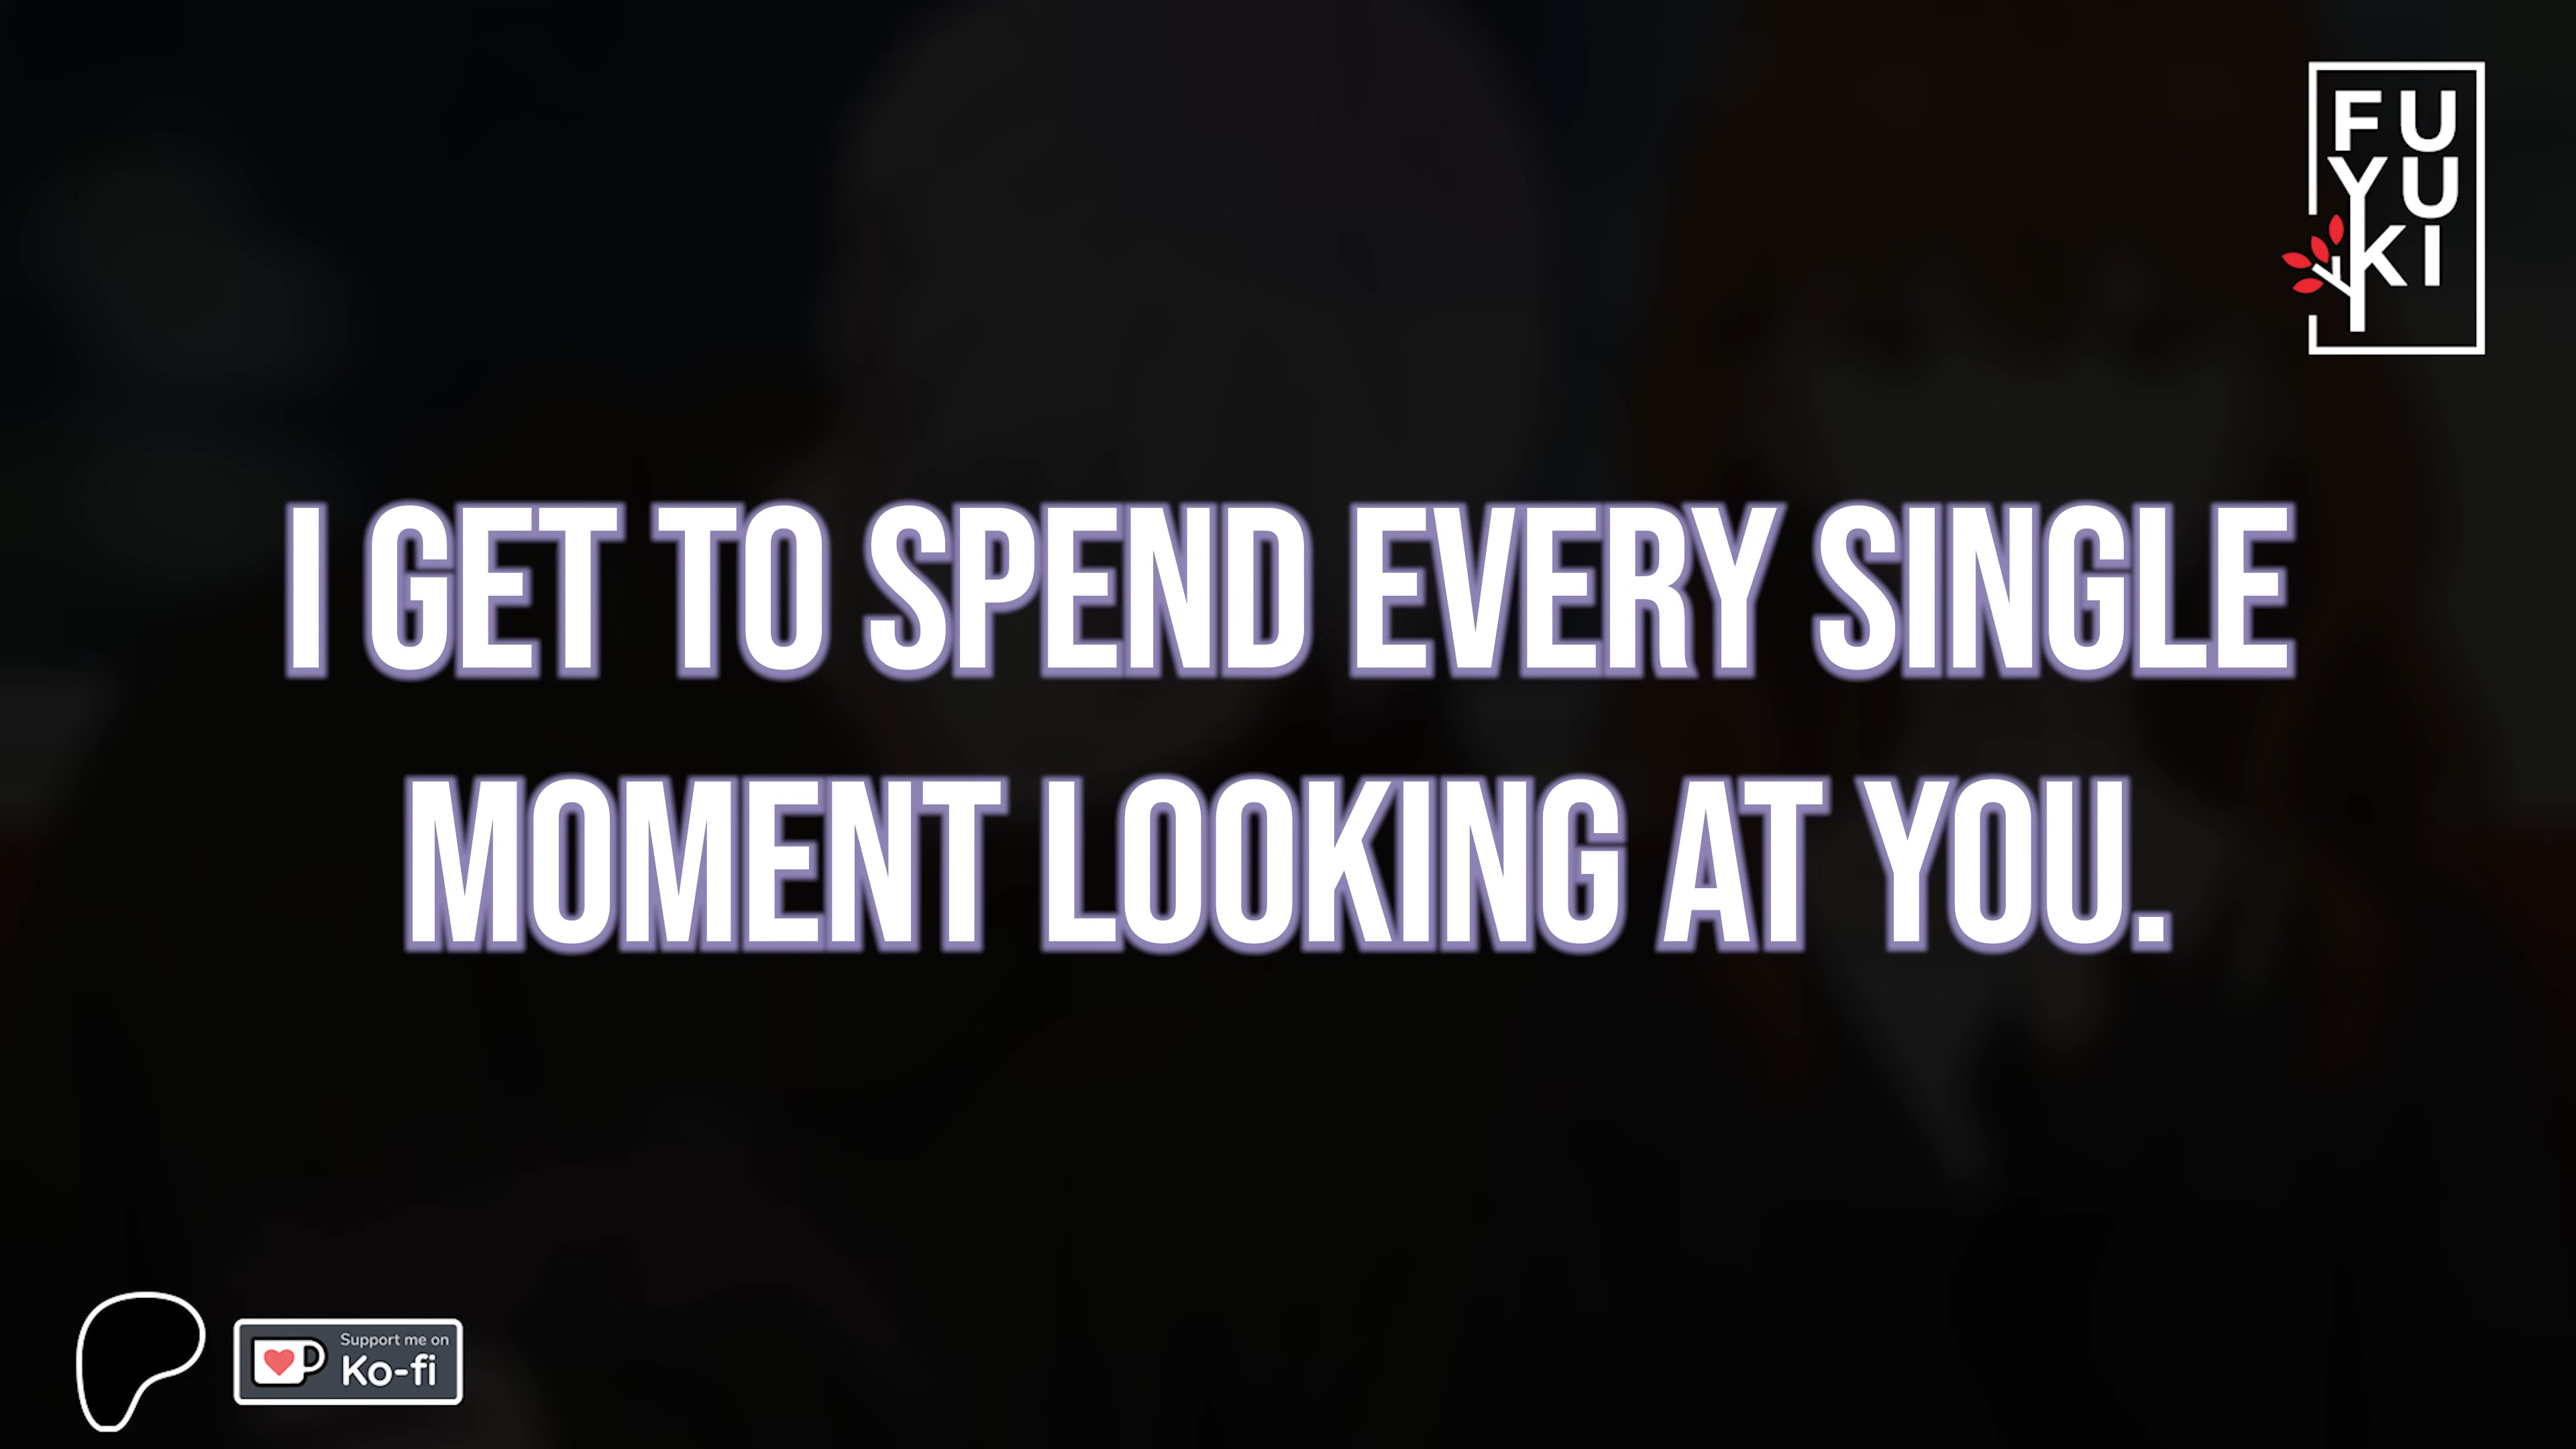 FU
YU
KI
I GET TO SPEND EVERY SINGLE
MOMENT LOOKING AT YOU.
Support me on
Ko-fi